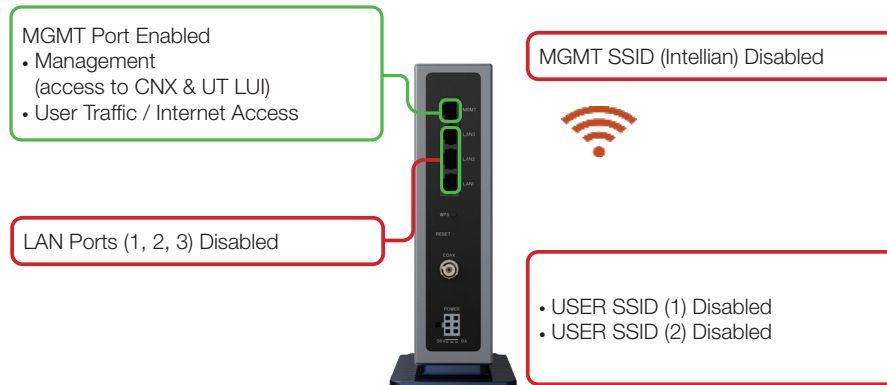 MGMT Port Enabled
• Management
(access to CNX & UT LUI)
• User Traffic / Internet Access
MGMT SSID (Intellian) Disabled
MGMT
LAN3
LAN2
LAN1
LAN Ports (1, 2, 3) Disabled
WPS
RESET
COAX
• USER SSID (1) Disabled
• USER SSID (2) Disabled
POWER